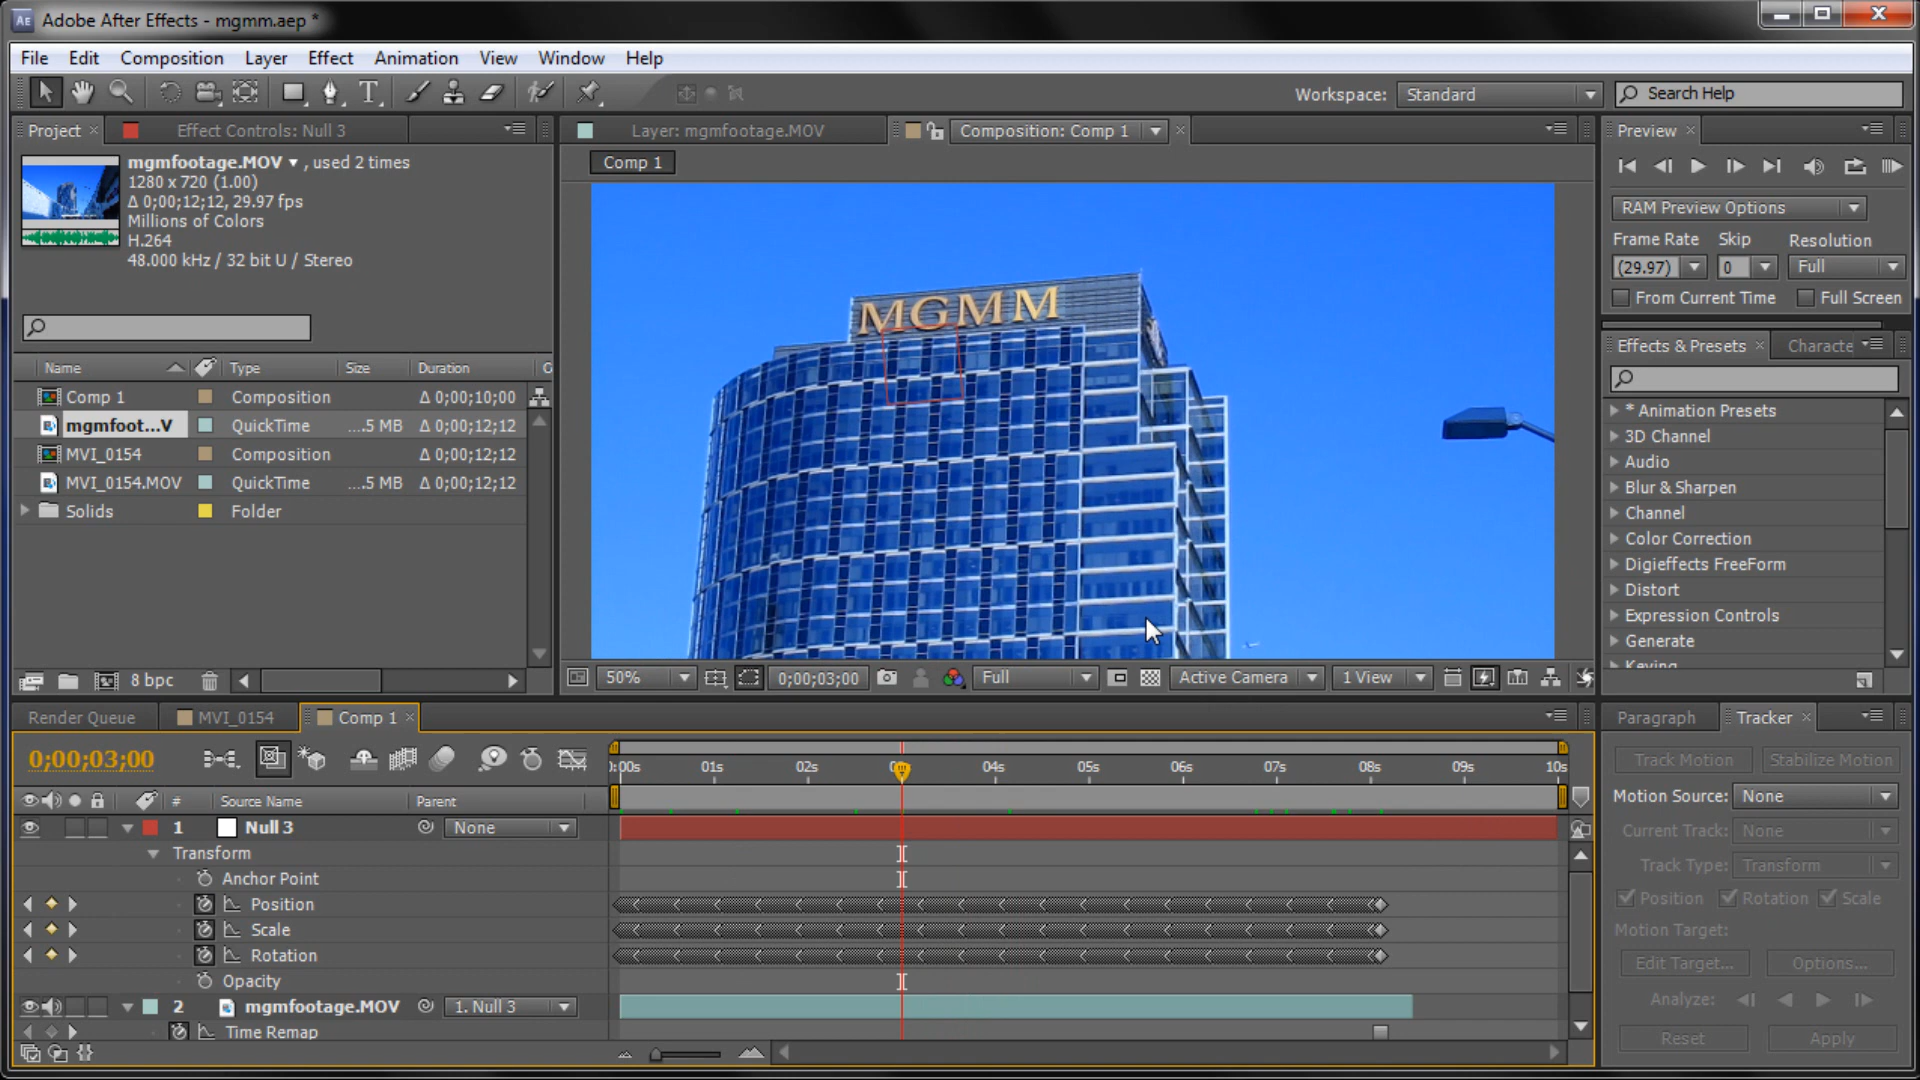 Adobe After Effects - mgmm.aep *
File Edit Composition Layer Effect Animation View Window Help
Workspace: Standard Search Help
Project Effect Controls: Null 3 Layer: mgmfootage.MOV Composition: Comp 1 Preview
mgmfootage.MOV , used 2 times
1280 x 720 (1.00)
Δ 0;00;12;12, 29.97 fps
Millions of Colors
H.264
48.000 kHz / 32 bit U / Stereo
Comp 1
MGMM
RAM Preview Options
Frame Rate Skip Resolution
(29.97) 0 Full
From Current Time Full Screen
Name Type Size Duration
Comp 1 Composition Δ 0;00;10;00
mgmfoot...V QuickTime ....5 MB Δ 0;00;12;12
MVI_0154 Composition Δ 0;00;12;12
MVI_0154.MOV QuickTime ....5 MB Δ 0;00;12;12
Solids Folder
Effects & Presets Characte
* Animation Presets
3D Channel
Audio
Blur & Sharpen
Channel
Color Correction
Digieffects FreeForm
Distort
Expression Controls
Generate
Keying
8 bpc
50% 0;00;03;00 Full Active Camera 1 View
Render Queue MVI_0154 Comp 1
0;00;03;00
):00s 01s 02s 04s 05s 06s 07s 08s 09s 10s
# Source Name Parent
1 Null 3 None
Transform
Anchor Point
Position
Scale
Rotation
Opacity
2 mgmfootage.MOV 1. Null 3
Time Remap
Paragraph Tracker
Track Motion Stabilize Motion
Motion Source: None
Current Track: None
Track Type: Transform
Position Rotation Scale
Motion Target:
Edit Target... Options...
Analyze:
Reset Apply